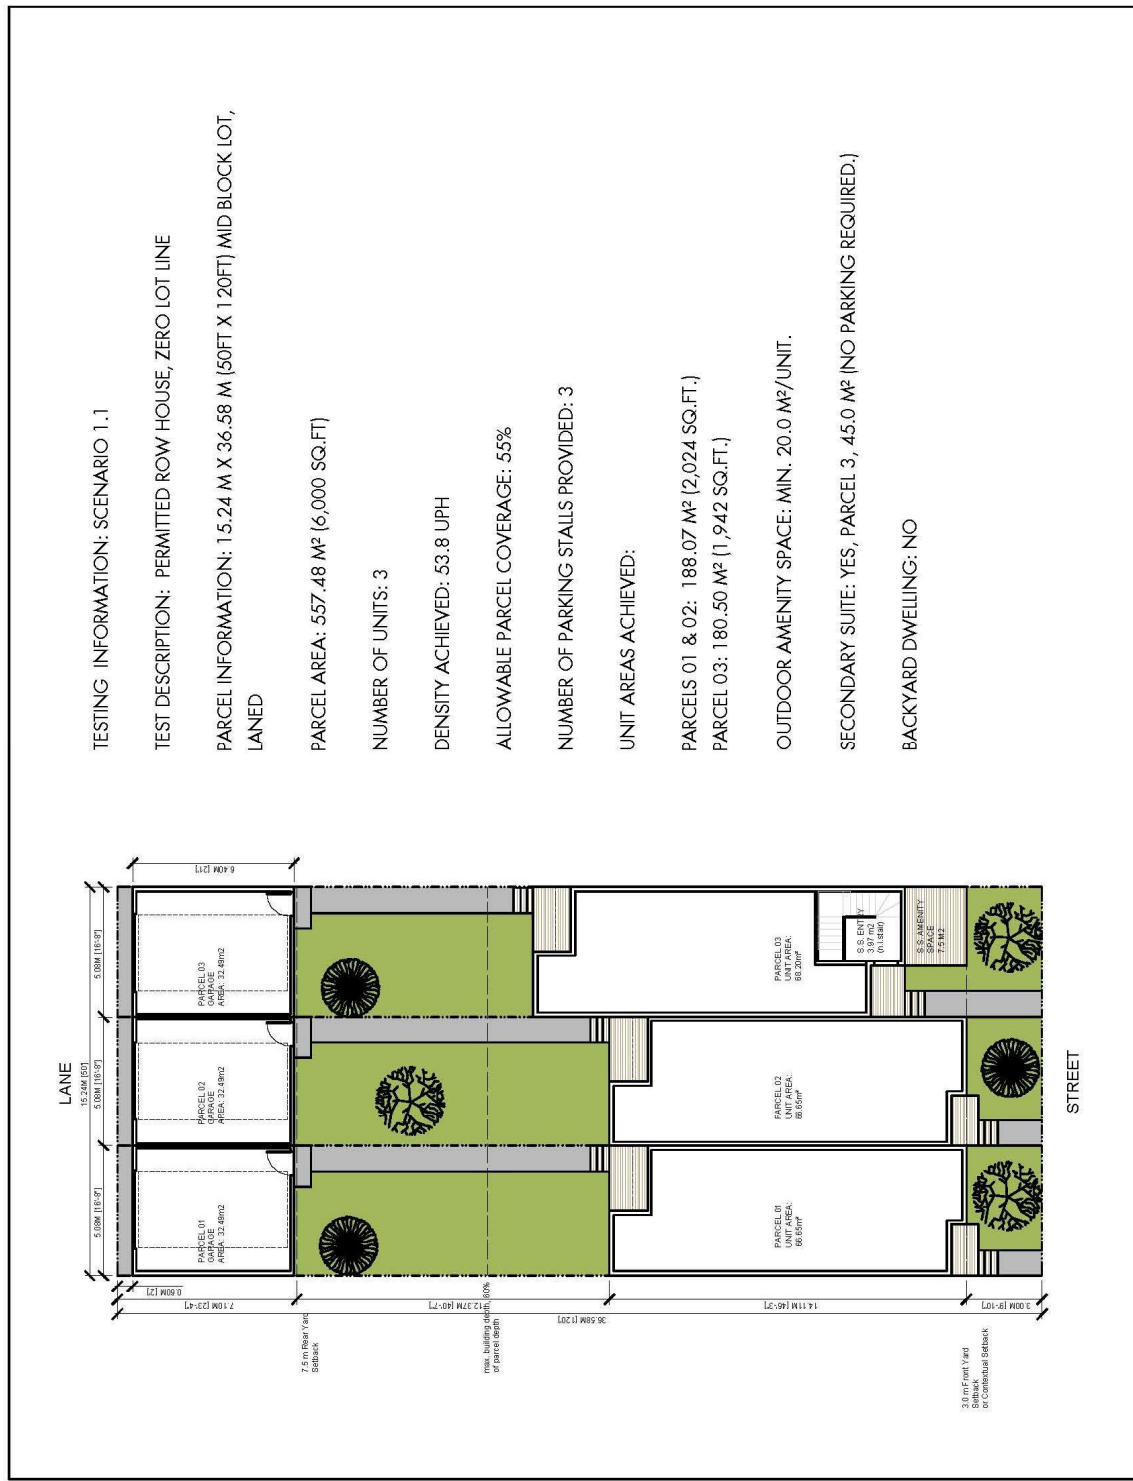 TESTING INFORMATION: SCENARIO 1.1
TEST DESCRIPTION: PERMITTED ROW HOUSE, ZERO LOT LINE
PARCEL INFORMATION: 15.24 M X 36.58 M (50FT X 120FT) MID BLOCK LOT,
LANED
PARCEL AREA: 557.48 M² (6,000 SQ.FT)
NUMBER OF UNITS: 3
DENSITY ACHIEVED: 53.8 UPH
ALLOWABLE PARCEL COVERAGE: 55%
NUMBER OF PARKING STALLS PROVIDED: 3
UNIT AREAS ACHIEVED:
PARCELS 01 & 02: 188.07 M² (2,024 SQ.FT.)
PARCEL 03: 180.50 M² (1,942 SQ.FT.)
OUTDOOR AMENITY SPACE: MIN. 20.0 M²/UNIT.
SECONDARY SUITE: YES, PARCEL 3, 45.0 M² (NO PARKING REQUIRED.)
BACKYARD DWELLING: NO
LANE
15.24M [50']
5.08M [16'-8"]
5.08M [16'-8"]
5.08M [16'-8"]
6.40M [21']
0.60M [2']
7.10M [23'-4"]
12.37M [40'-7"]
36.58M [120']
14.11M [46'-3"]
3.00M [9'-10"]
PARCEL 01
GARAGE
AREA: 32.49m2
PARCEL 02
GARAGE
AREA: 32.49m2
PARCEL 03
GARAGE
AREA: 32.49m2
7.5 m Rear Yard
Setback
max. building depth, 60%
of parcel depth
PARCEL 01
UNIT AREA:
66.65m²
PARCEL 02
UNIT AREA:
66.65m²
PARCEL 03
UNIT AREA:
68.20m²
S.S. ENTRY
3.97 m2
(n.i.stair)
S.S. AMENITY
SPACE
7.5 M2
3.0 m Front Yard
Setback
or Contextual Setback
STREET